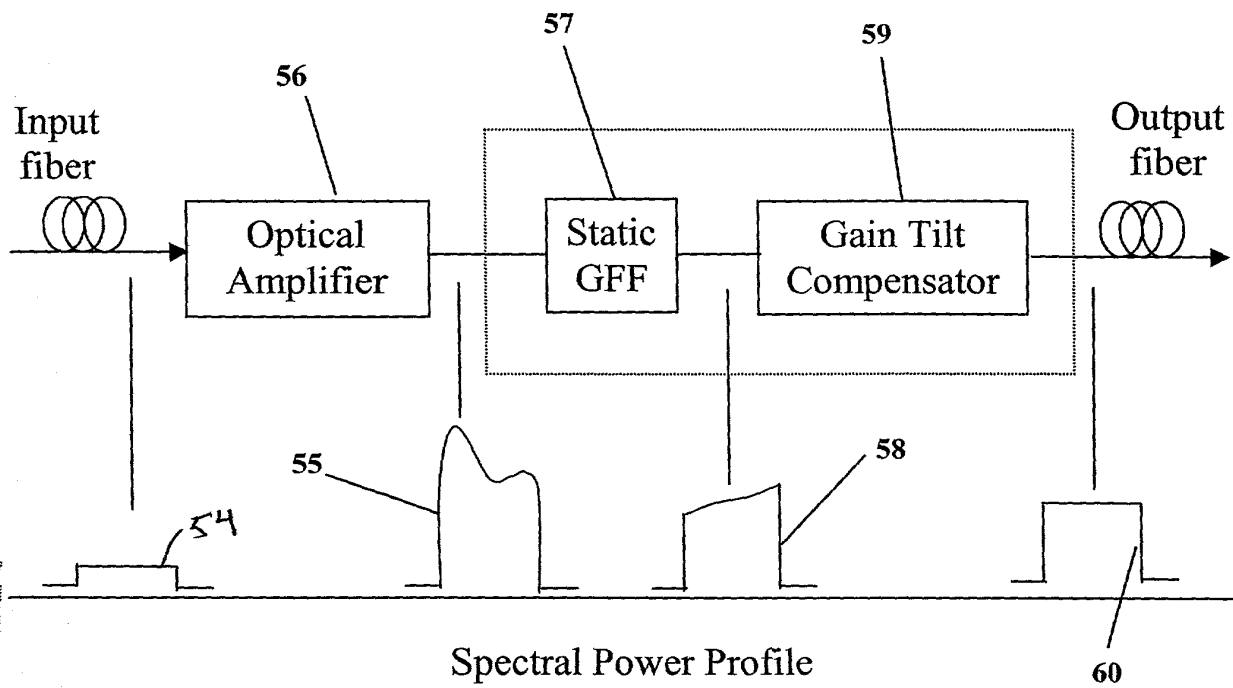 57
59
56
Input
fiber
Output
fiber
Optical
Amplifier
Static
GFF
Gain Tilt
Compensator
55
58
54
Spectral Power Profile
60